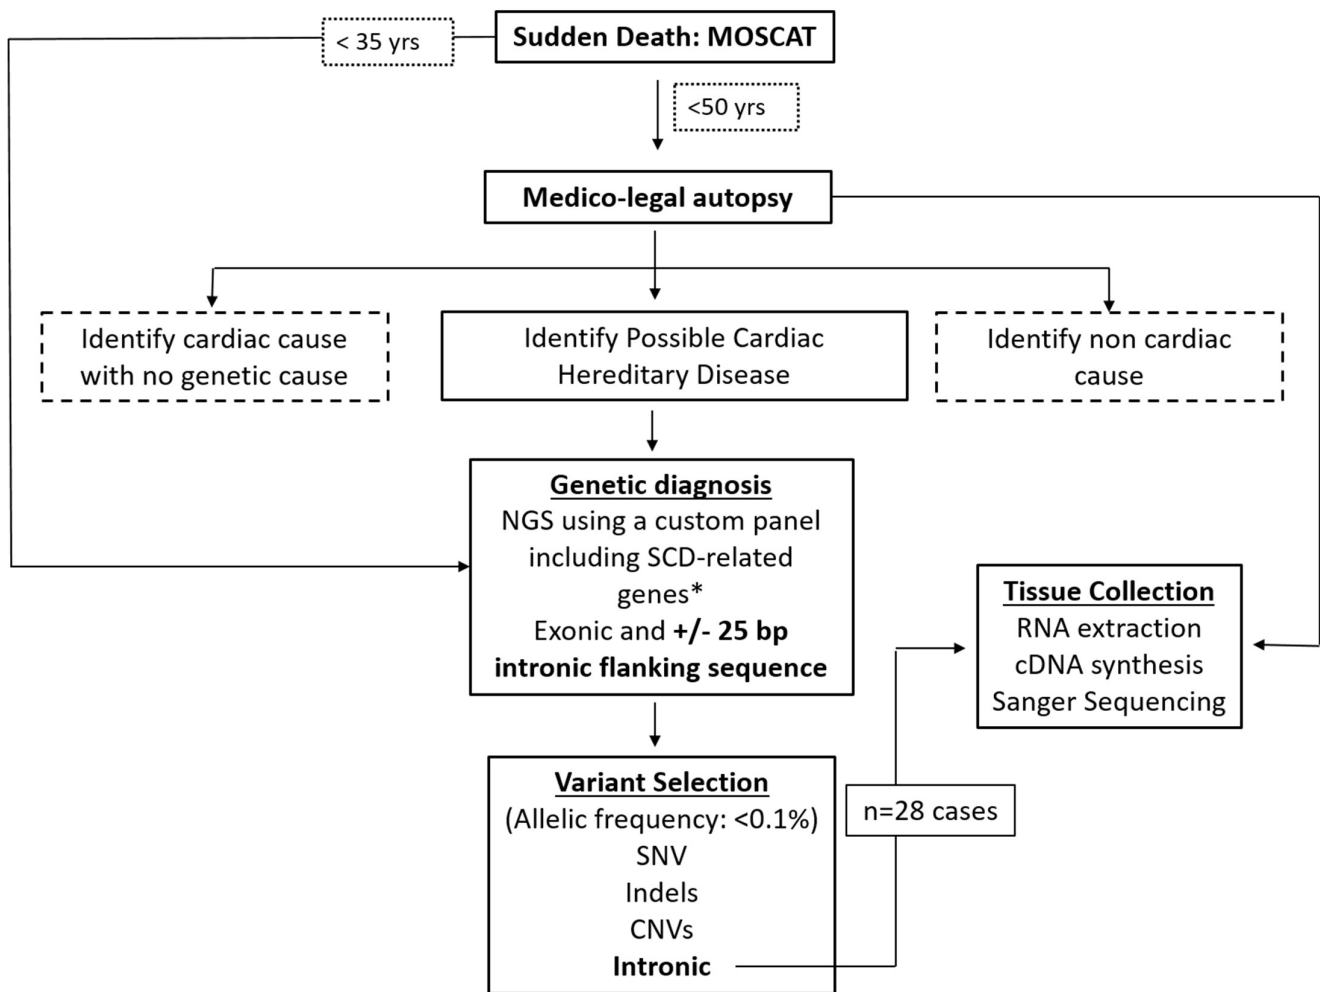 Sudden Death: MOSCAT
< 35 yrs
<50 yrs
Medico-legal autopsy
Identify cardiac cause
with no genetic cause
Identify Possible Cardiac
Hereditary Disease
Identify non cardiac
cause
Genetic diagnosis
NGS using a custom panel
including SCD-related
genes*
Exonic and +/- 25 bp
intronic flanking sequence
Tissue Collection
RNA extraction
cDNA synthesis
Sanger Sequencing
Variant Selection
(Allelic frequency: <0.1%)
SNV
Indels
CNVs
Intronic
n=28 cases